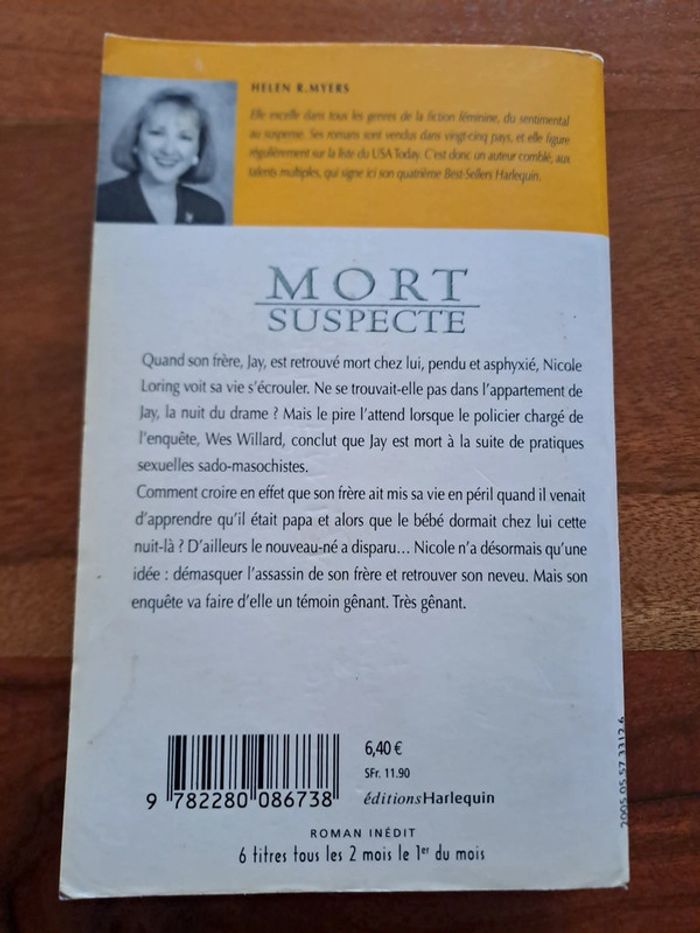 HELEN R.MYERS
Elle excelle dans tous les genres de la fiction féminine, du sentimental
au suspense. Ses romans sont vendus dans vingt-cinq pays, et elle figure
régulièrement sur la liste du USA Today. C'est donc un auteur comblé, aux
talents multiples, qui signe ici son quatrième Best-Sellers Harlequin.
MORT
SUSPECTE
Quand son frère, Jay, est retrouvé mort chez lui, pendu et asphyxié, Nicole
Loring voit sa vie s'écrouler. Ne se trouvait-elle pas dans l'appartement de
Jay, la nuit du drame ? Mais le pire l'attend lorsque le policier chargé de
l'enquête, Wes Willard, conclut que Jay est mort à la suite de pratiques
sexuelles sado-masochistes.
Comment croire en effet que son frère ait mis sa vie en péril quand il venait
d'apprendre qu'il était papa et alors que le bébé dormait chez lui cette
nuit-là ? D'ailleurs le nouveau-né a disparu... Nicole n'a désormais qu'une
idée : démasquer l'assassin de son frère et retrouver son neveu. Mais son
enquête va faire d'elle un témoin gênant. Très gênant.
6,40 €
SFr. 11.90
éditionsHarlequin
9 782280 086738
ROMAN INÉDIT
6 titres tous les 2 mois le 1er du mois
2005.05.57.3312.6